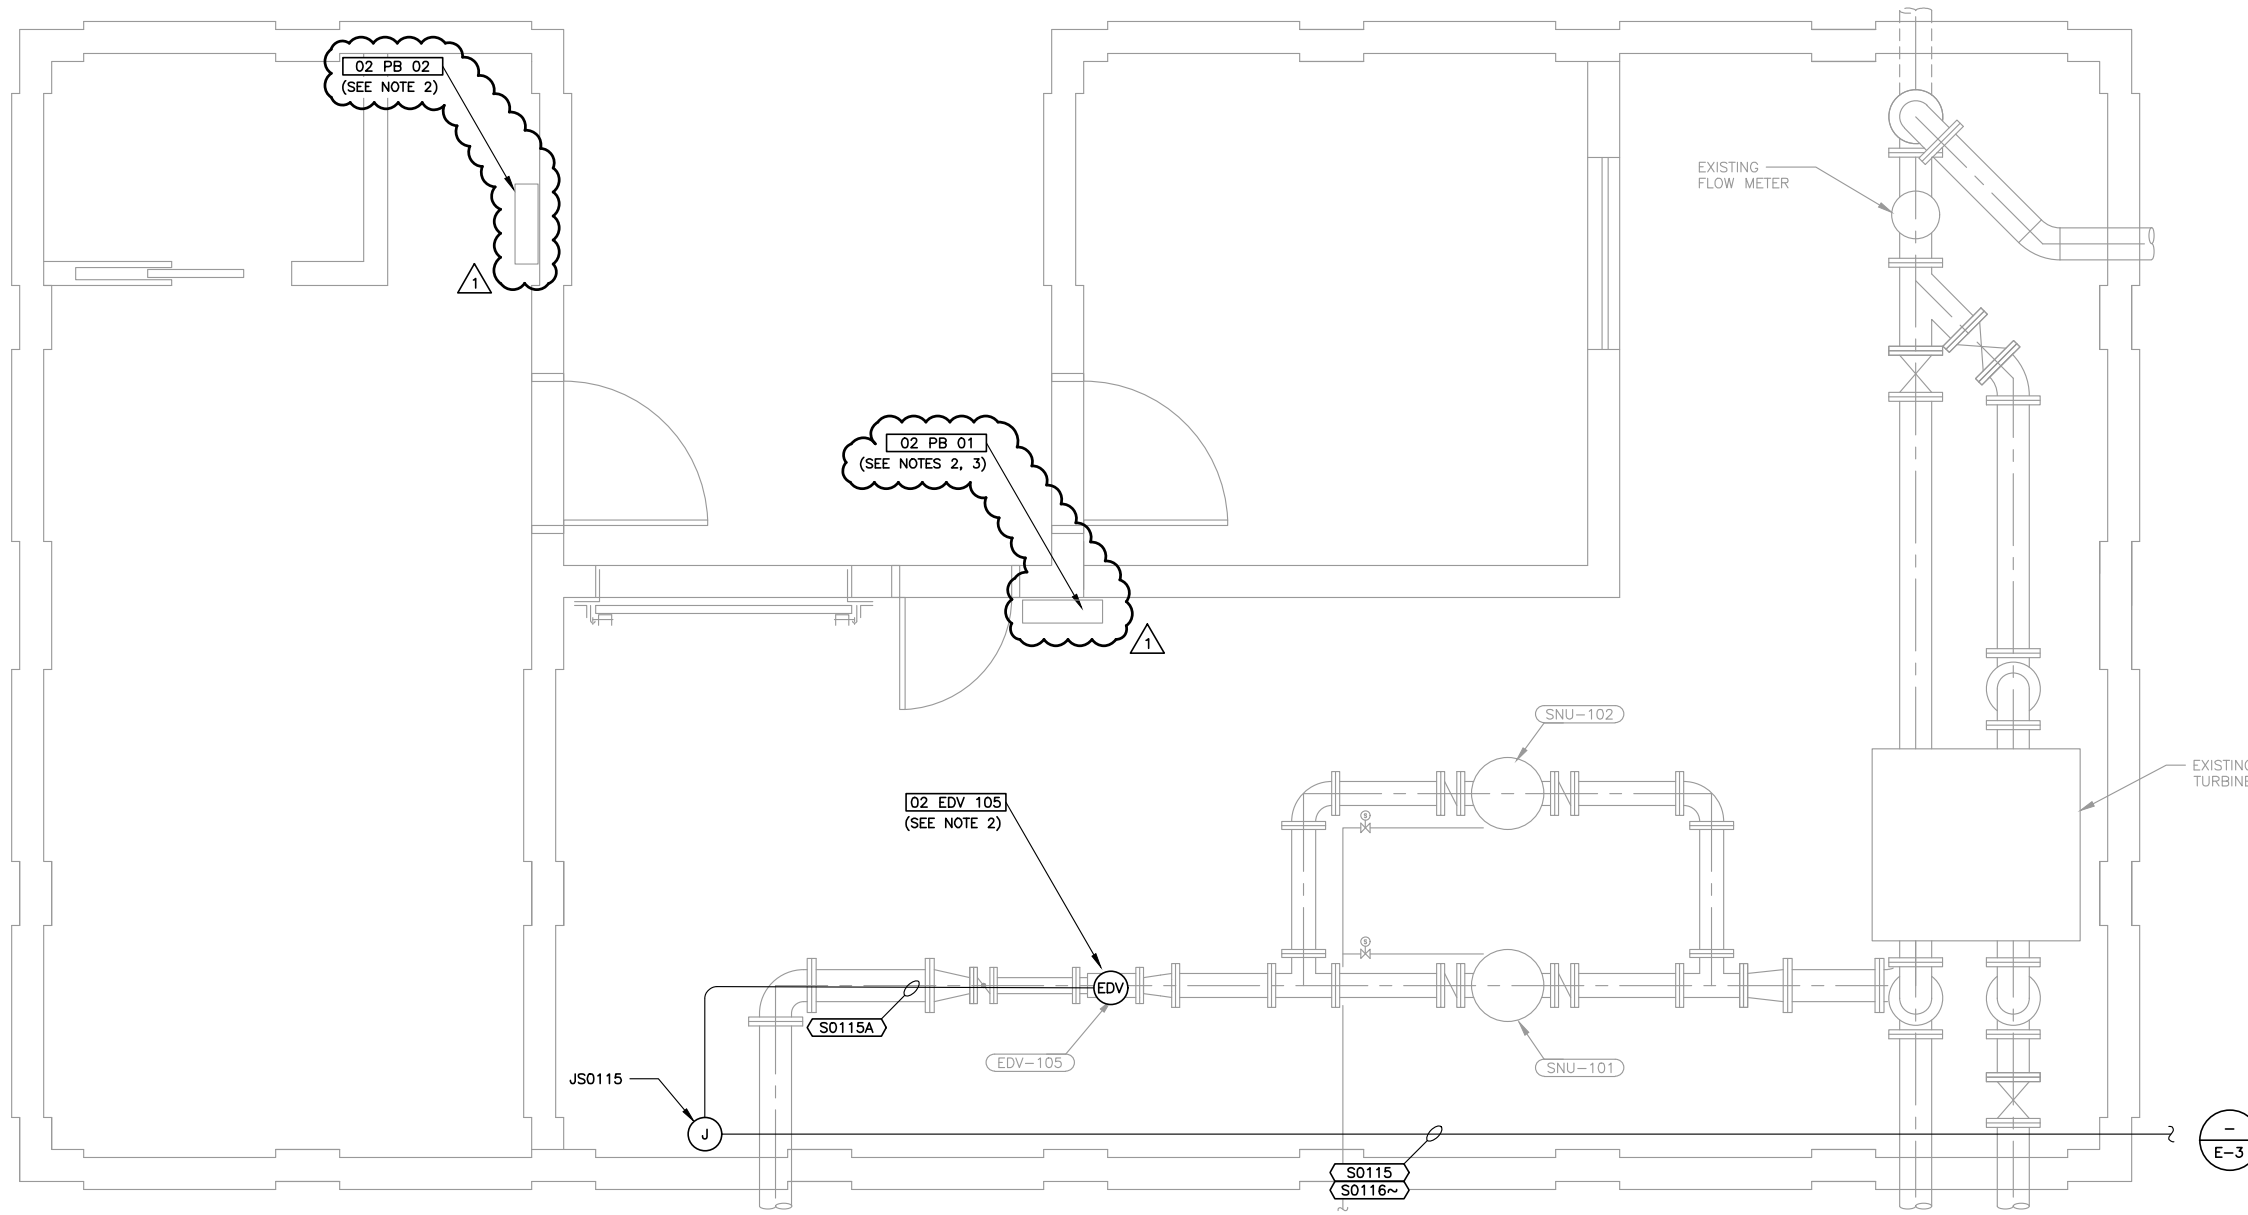 02 PB 02
(SEE NOTE 2)
1
EXISTING
FLOW METER
02 PB 01
(SEE NOTES 2, 3)
1
SNU-102
EXISTING
TURBINE
02 EDV 105
(SEE NOTE 2)
S
S
EDV
S0115A
EDV-105
SNU-101
JS0115
J
S0115
S0116~
-
E-3